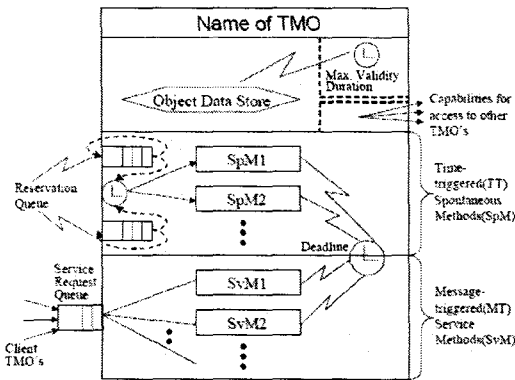 Name of TMO
Max. Validity
Duration
Object Data Store
Capabilities for
access to other
TMO's
Reservation
Queue
SpM1
SpM2
Time-
triggered(TT)
Spontaneous
Methods(SpM)
Deadline
Service
Request
Queue
SvM1
SvM2
Message-
triggered(MT)
Service
Methods(SvM)
Client
TMO's